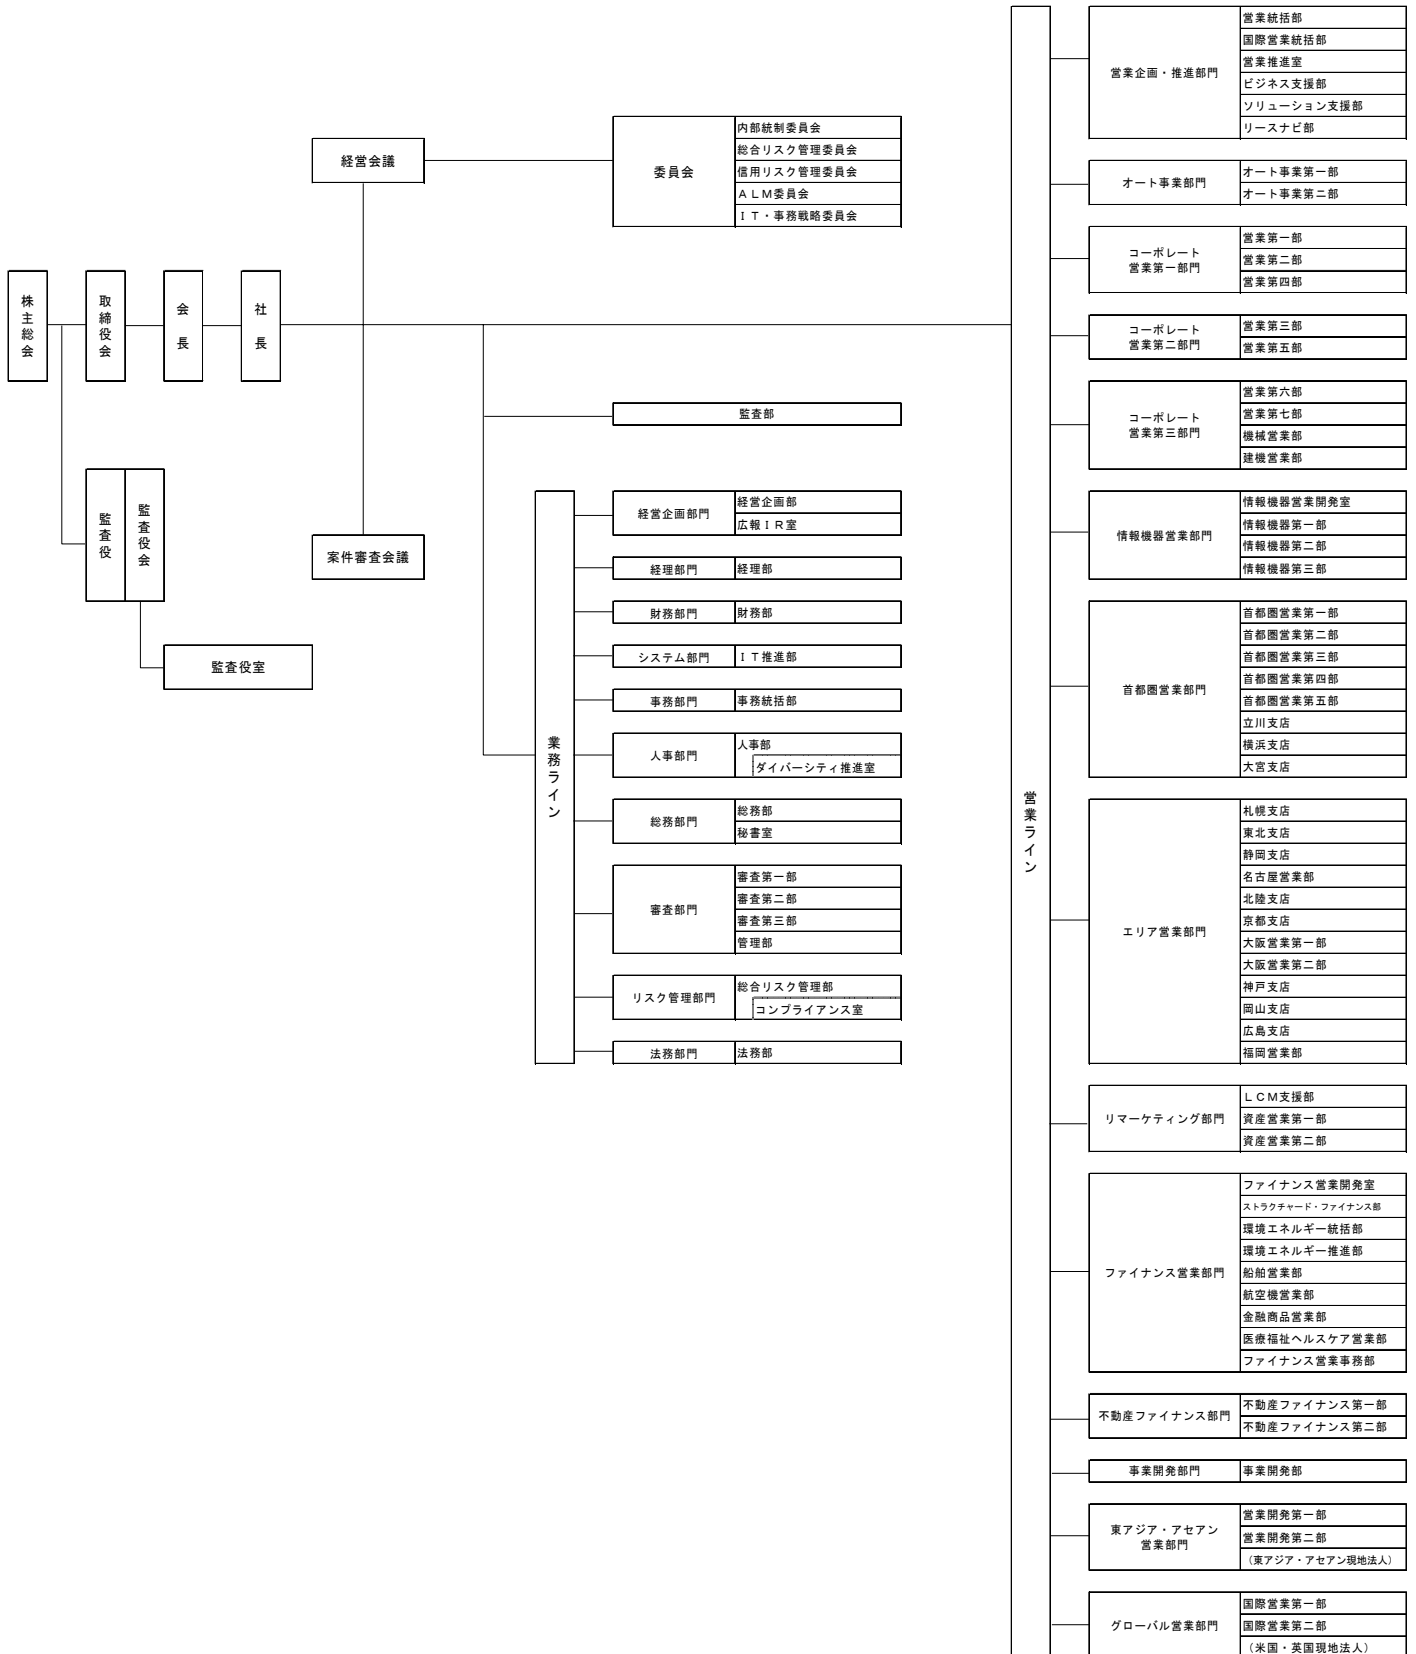 株主総会
取締役会
会長
社長
監査役
監査役会
監査役室
経営会議
案件審査会議
委員会
内部統制委員会
総合リスク管理委員会
信用リスク管理委員会
ＡＬＭ委員会
ＩＴ・事務戦略委員会
監査部
業務ライン
経営企画部門
経営企画部
広報ＩＲ室
経理部門
経理部
財務部門
財務部
システム部門
ＩＴ推進部
事務部門
事務統括部
人事部門
人事部
ダイバーシティ推進室
総務部門
総務部
秘書室
審査部門
審査第一部
審査第二部
審査第三部
管理部
リスク管理部門
総合リスク管理部
コンプライアンス室
法務部門
法務部
営業ライン
営業企画・推進部門
営業統括部
国際営業統括部
営業推進室
ビジネス支援部
ソリューション支援部
リースナビ部
オート事業部門
オート事業第一部
オート事業第二部
コーポレート
営業第一部門
営業第一部
営業第二部
営業第四部
コーポレート
営業第二部門
営業第三部
営業第五部
コーポレート
営業第三部門
営業第六部
営業第七部
機械営業部
建機営業部
情報機器営業部門
情報機器営業開発室
情報機器第一部
情報機器第二部
情報機器第三部
首都圏営業部門
首都圏営業第一部
首都圏営業第二部
首都圏営業第三部
首都圏営業第四部
首都圏営業第五部
立川支店
横浜支店
大宮支店
エリア営業部門
札幌支店
東北支店
静岡支店
名古屋営業部
北陸支店
京都支店
大阪営業第一部
大阪営業第二部
神戸支店
岡山支店
広島支店
福岡営業部
リマーケティング部門
ＬＣＭ支援部
資産営業第一部
資産営業第二部
ファイナンス営業部門
ファイナンス営業開発室
ストラクチャード・ファイナンス部
環境エネルギー統括部
環境エネルギー推進部
船舶営業部
航空機営業部
金融商品営業部
医療福祉ヘルスケア営業部
ファイナンス営業事務部
不動産ファイナンス部門
不動産ファイナンス第一部
不動産ファイナンス第二部
事業開発部門
事業開発部
東アジア・アセアン
営業部門
営業開発第一部
営業開発第二部
（東アジア・アセアン現地法人）
グローバル営業部門
国際営業第一部
国際営業第二部
（米国・英国現地法人）